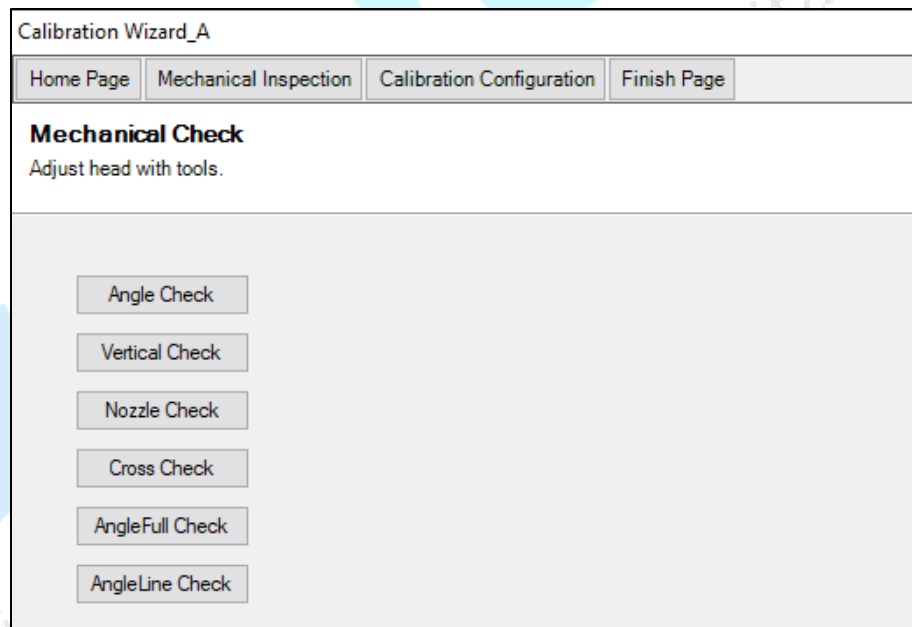 Calibration Wizard_A
Home Page Mechanical Inspection Calibration Configuration Finish Page
Mechanical Check
Adjust head with tools.
Angle Check
Vertical Check
Nozzle Check
Cross Check
AngleFull Check
AngleLine Check